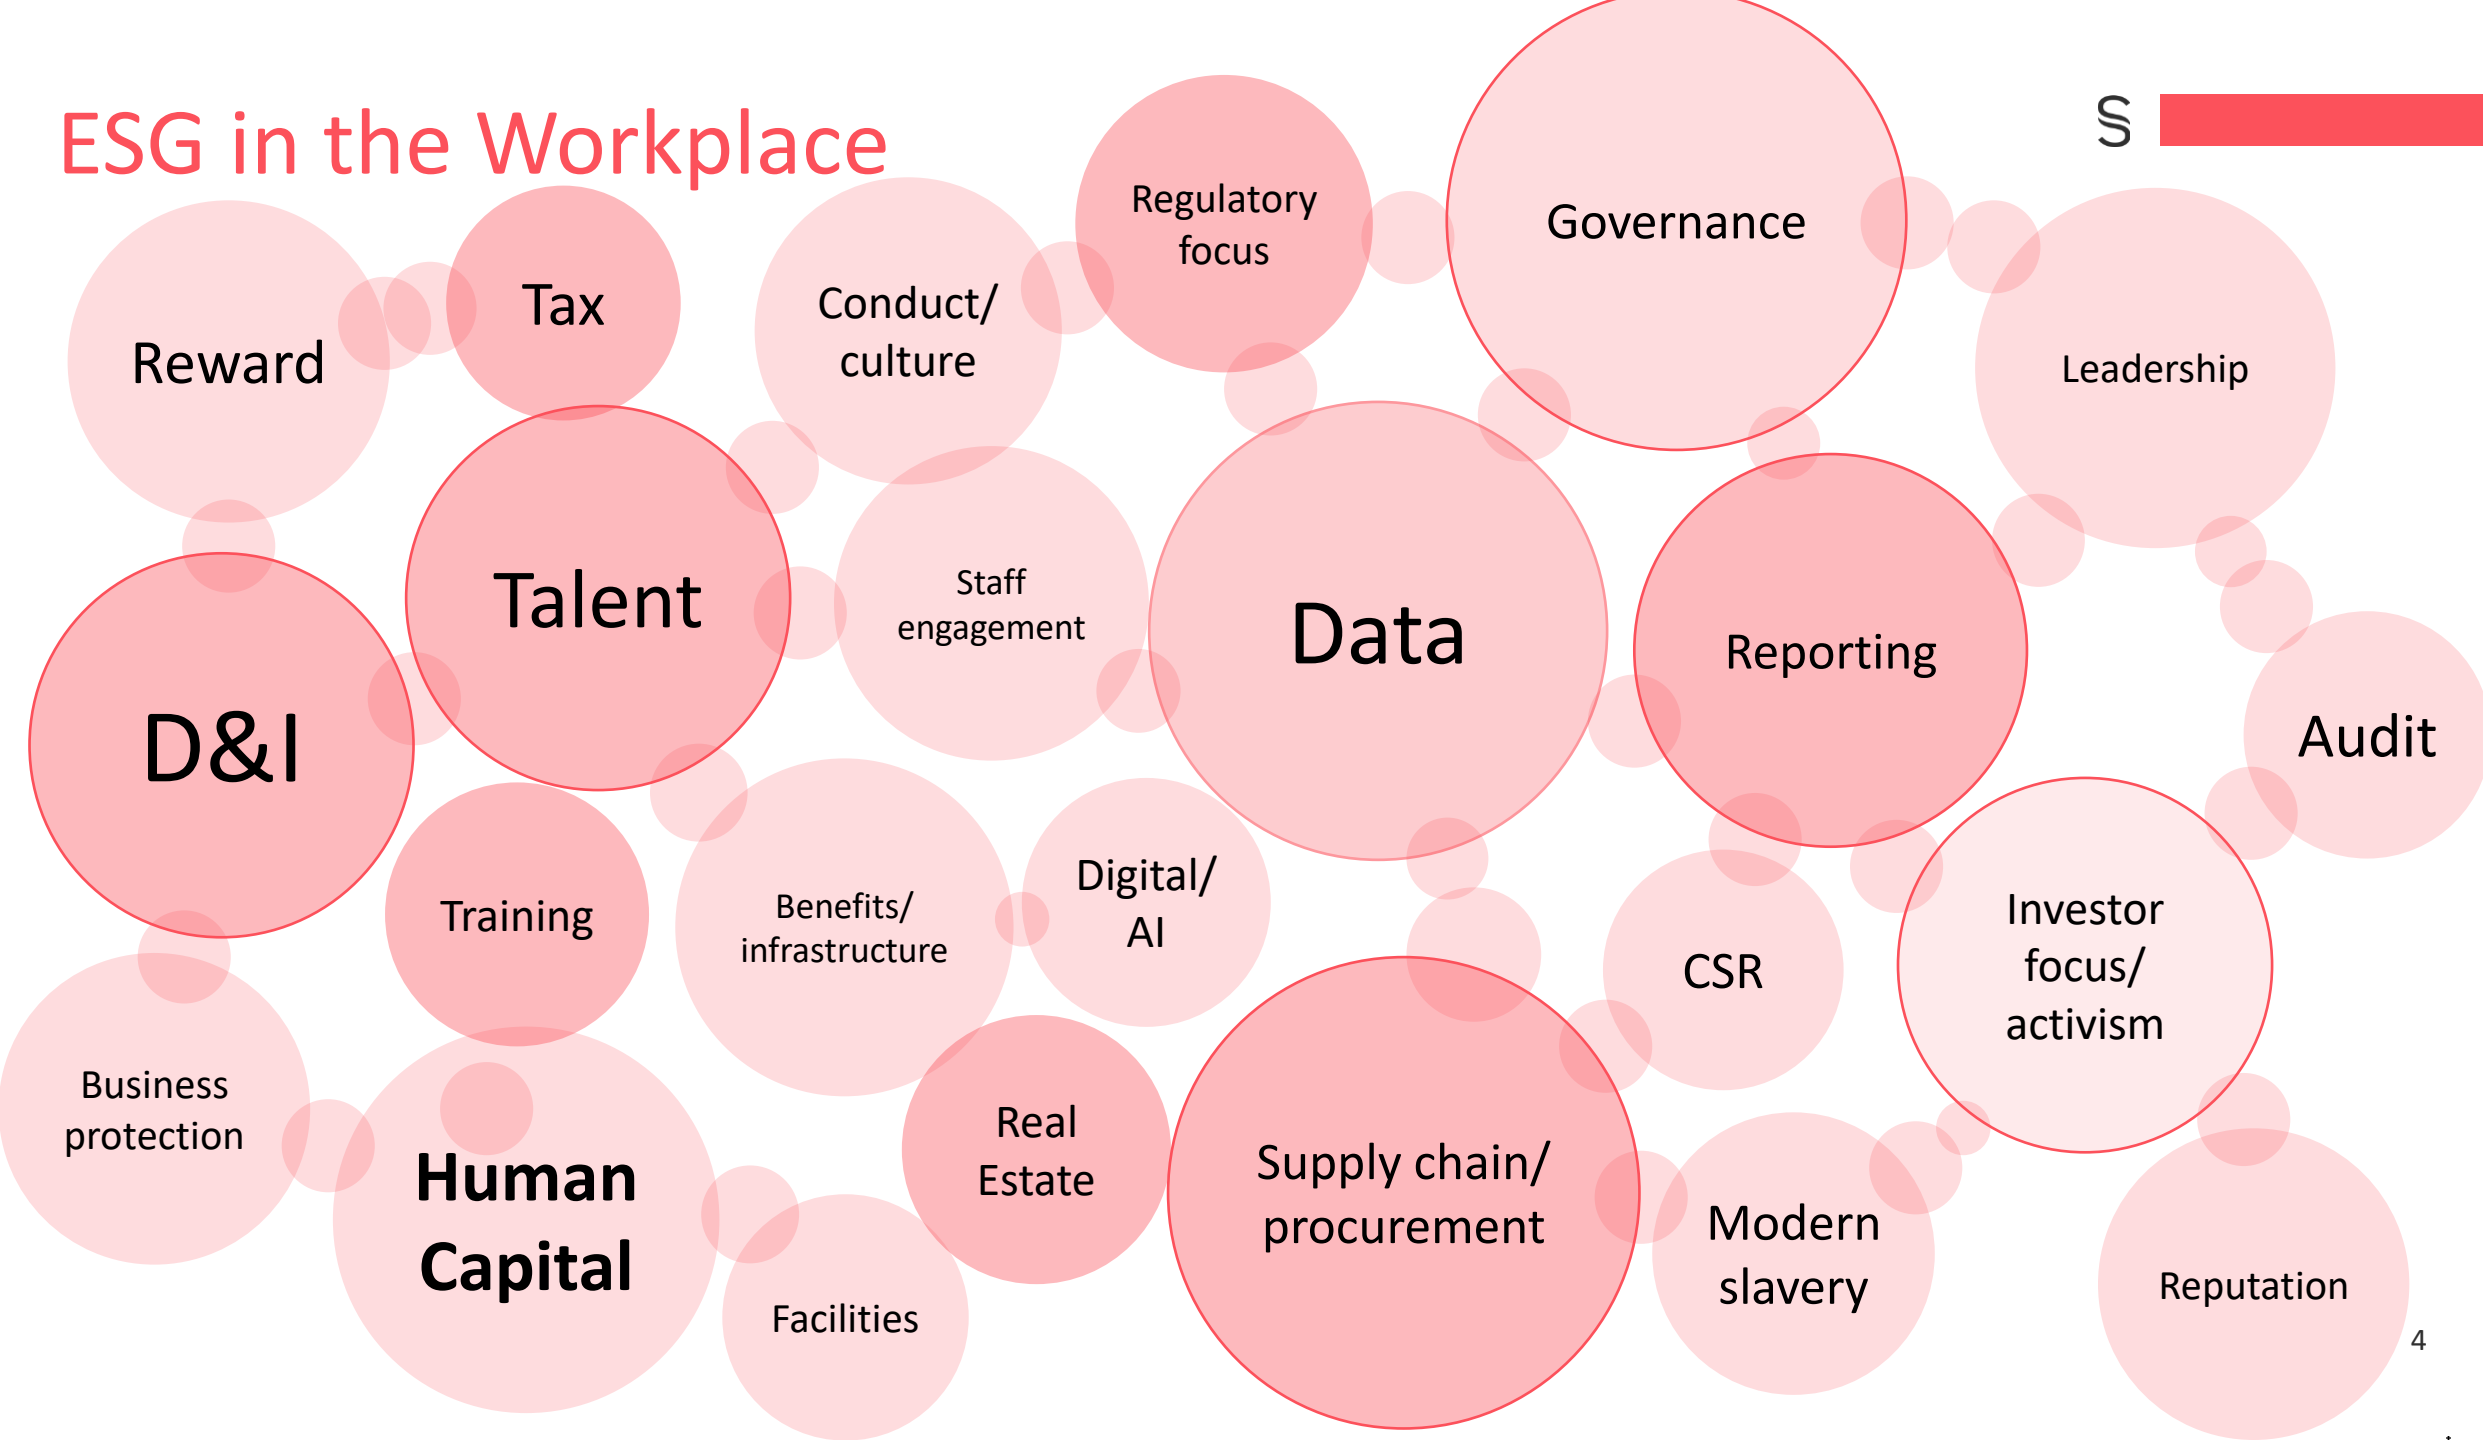 ESG in the Workplace
Regulatory
focus
Governance
Tax
Conduct/
culture
Reward
Leadership
Talent
Staff
engagement
Data
Reporting
D&I
Audit
Training
Benefits/
infrastructure
Digital/
AI
CSR
Investor
focus/
activism
Business
protection
Human
Capital
Real
Estate
Supply chain/
procurement
Modern
slavery
Facilities
Reputation
4